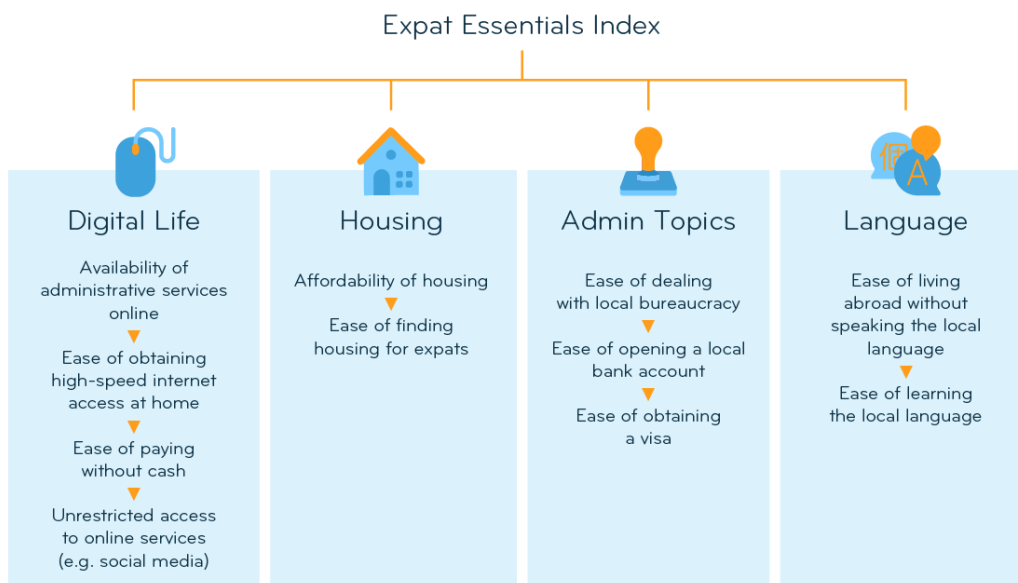 Expat Essentials Index
Digital Life
Availability of
administrative services
online
Ease of obtaining
high-speed internet
access at home
Ease of paying
without cash
Unrestricted access
to online services
(e.g. social media)
Housing
Affordability of housing
Ease of finding
housing for expats
Admin Topics
Ease of dealing
with local bureaucracy
Ease of opening a local
bank account
Ease of obtaining
a visa
A
Language
Ease of living
abroad without
speaking the local
language
Ease of learning
the local language